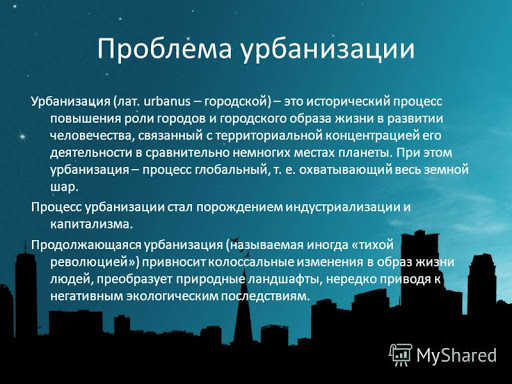 Проблема урбанизации
Урбанизация (лат. urbanus – городской) – это исторический процесс
повышения роли городов и городского образа жизни в развитии
человечества, связанный с территориальной концентрацией его
деятельности в сравнительно немногих местах планеты. При этом
урбанизация – процесс глобальный, т. е. охватывающий весь земной
шар.
Процесс урбанизации стал порождением индустриализации и
капитализма.
Продолжающаяся урбанизация (называемая иногда «тихой
революцией») привносит колоссальные изменения в образ жизни
людей, преобразует природные ландшафты, нередко приводя к
негативным экологическим последствиям.
MyShared